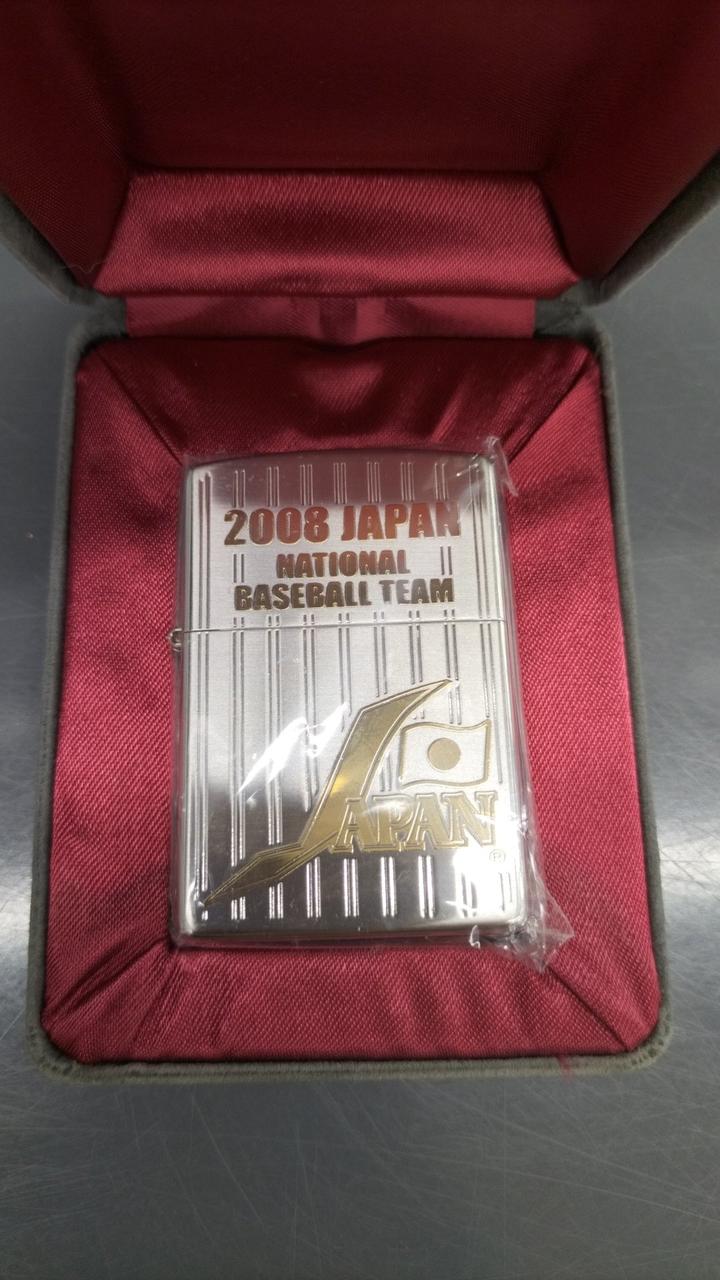 2008 JAPAN
NATIONAL
BASEBALL TEAM
JAPAN
®